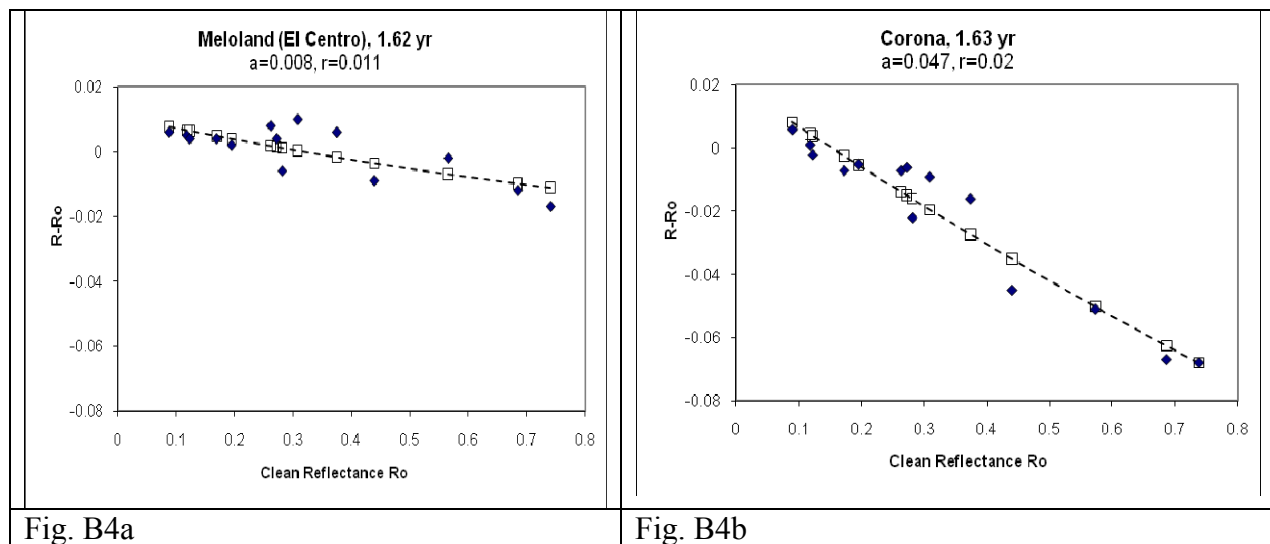 Meloland (El Centro), 1.62 yr
a=0.008, r=0.011
0.02
0
-0.02
-0.04
-0.06
-0.08
R-Ro
0 0.1 0.2 0.3 0.4 0.5 0.6 0.7 0.8
Clean Reflectance Ro
Fig. B4a
Corona, 1.63 yr
a=0.047, r=0.02
0.02
0
-0.02
-0.04
-0.06
-0.08
R-Ro
0 0.1 0.2 0.3 0.4 0.5 0.6 0.7 0.8
Clean Reflectance Ro
Fig. B4b